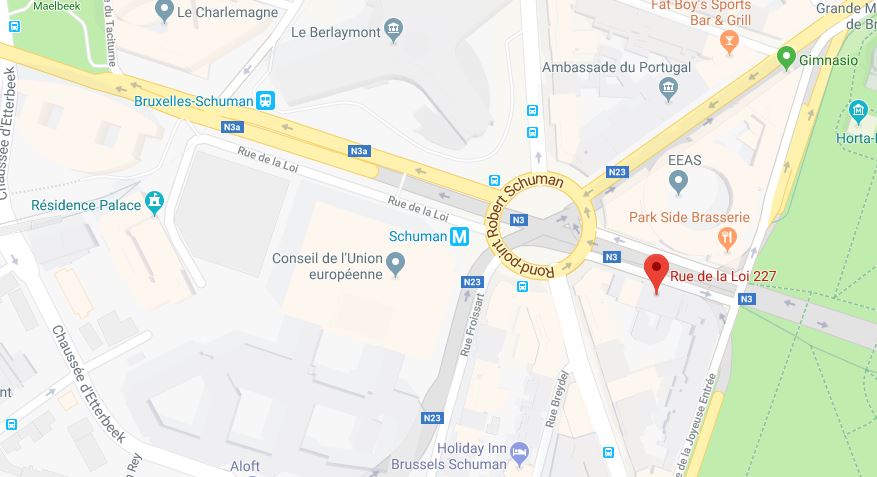 Maelbeek
Le Charlemagne
Fat Boy's Sports
Bar & Grill
Grande M
de Br
du Taciturne
Le Berlaymont
Gimnasio
Ambassade du Portugal
Bruxelles-Schuman
Horta-
N3a
N3a
Chaussée d'Etterbeek
Rue de la Loi
EEAS
N23
Rond-point Robert Schuman
Résidence Palace
Rue de la Loi
N3
Park Side Brasserie
Schuman
M
Conseil de l'Union
européenne
N3
Rue de la Loi 227
N23
N3
Rue Froissart
Chaussée d'Etterbeek
Rue Breydel
e de la Joyeuse Entrée
nt
N23
Holiday Inn
Brussels Schuman
Aloft
Rey